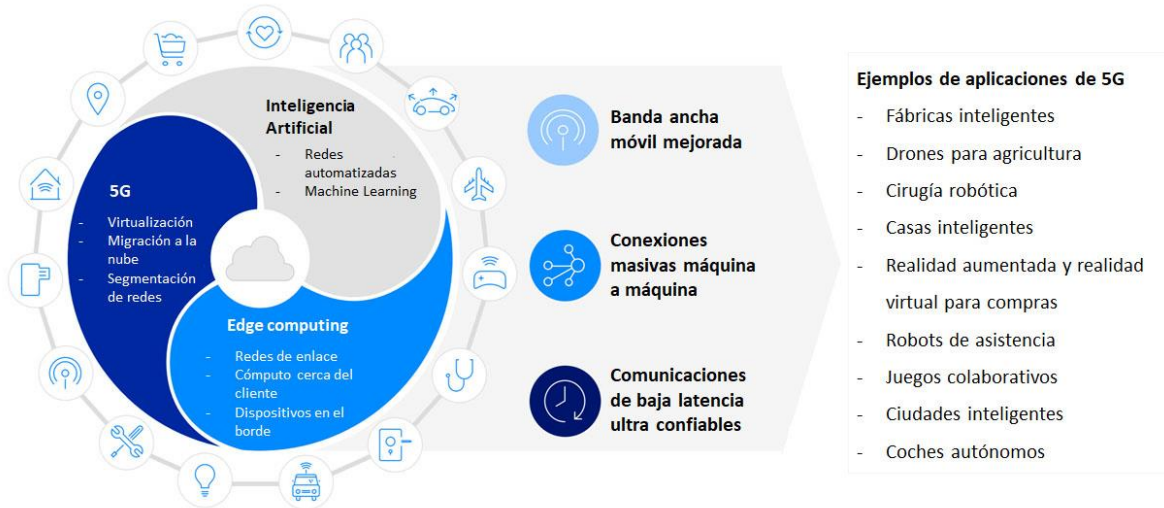 Inteligencia
Artificial
- Redes
automatizadas
- Machine Learning
5G
- Virtualización
- Migración a la
nube
- Segmentación
de redes
Edge computing
- Redes de enlace
- Cómputo cerca del
cliente
- Dispositivos en el
borde
Banda ancha
móvil mejorada
Conexiones
masivas máquina
a máquina
Comunicaciones
de baja latencia
ultra confiables
Ejemplos de aplicaciones de 5G
- Fábricas inteligentes
- Drones para agricultura
- Cirugía robótica
- Casas inteligentes
- Realidad aumentada y realidad
virtual para compras
- Robots de asistencia
- Juegos colaborativos
- Ciudades inteligentes
- Coches autónomos